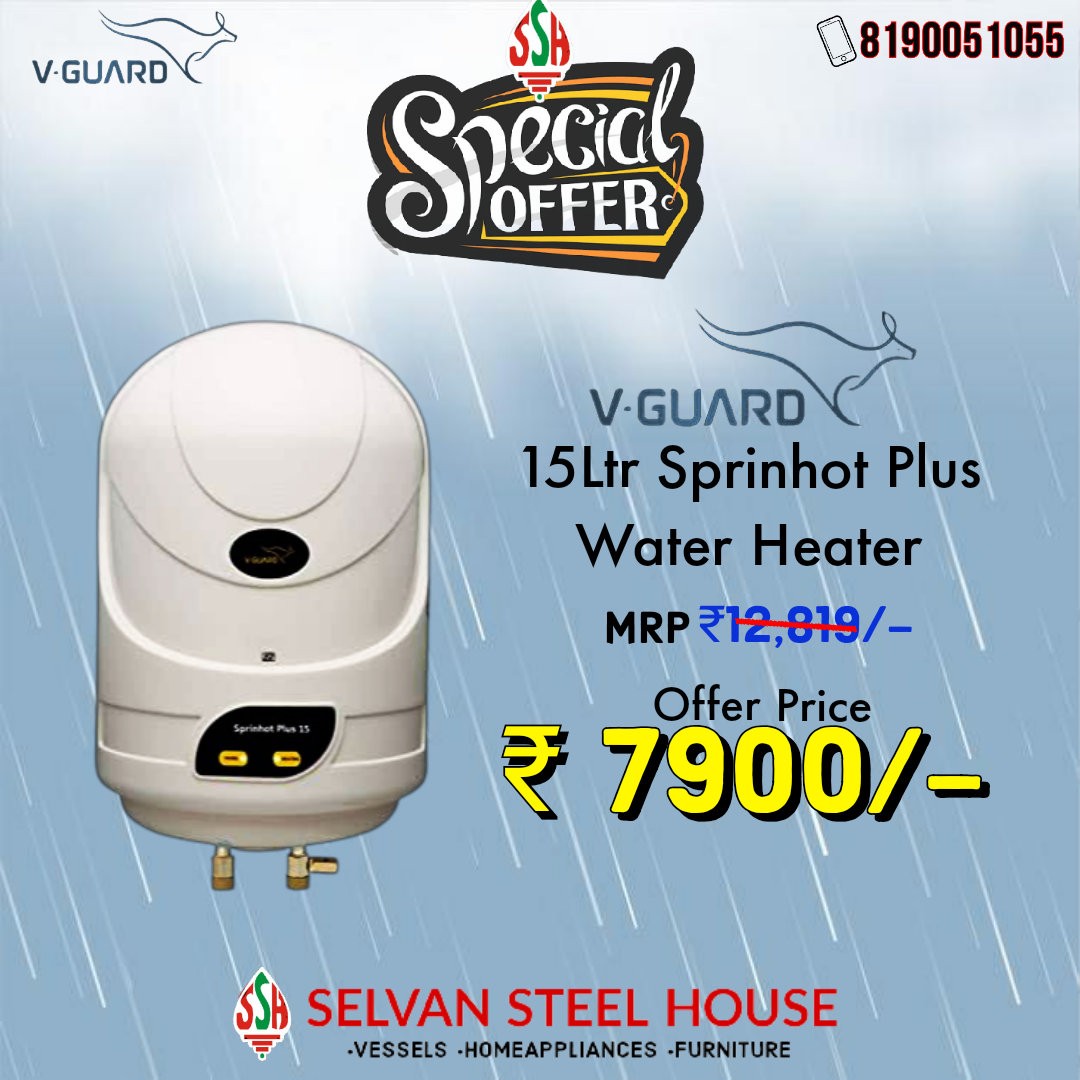 V-GUARD
SSH
8190051055
Special
OFFER
V-GUARD
15Ltr Sprinhot Plus
Water Heater
MRP ₹12,819/-
Offer Price
₹ 7900/-
V-GUARD
Sprinhot Plus 15
SSH SELVAN STEEL HOUSE
·VESSELS ·HOMEAPPLIANCES ·FURNITURE